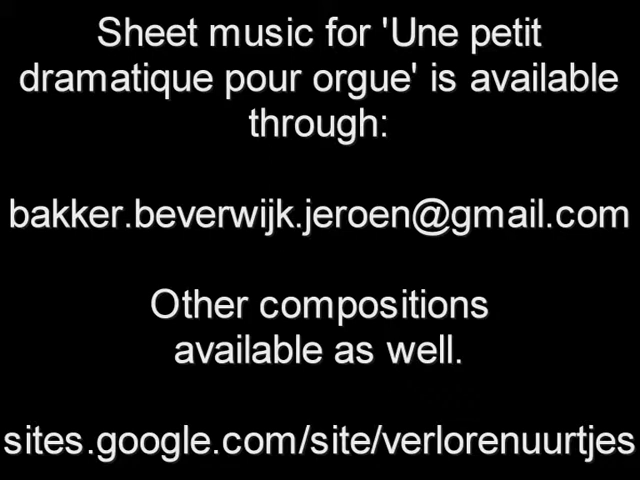 Sheet music for 'Une petit
dramatique pour orgue' is available
through:
bakker.beverwijk.jeroen@gmail.com
Other compositions
available as well.
sites.google.com/site/verlorenuurtjes